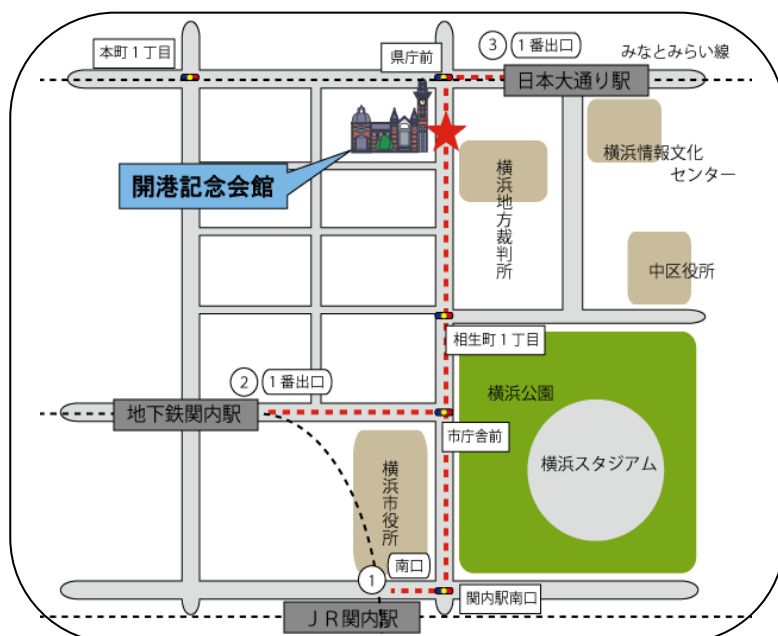 本町１丁目
県庁前
③
１番出口
みなとみらい線
日本大通り駅
開港記念会館
横浜地方裁判所
横浜情報文化
センター
中区役所
相生町１丁目
②
１番出口
地下鉄関内駅
横浜公園
市庁舎前
横浜スタジアム
横浜市役所
①
南口
関内駅南口
ＪＲ関内駅